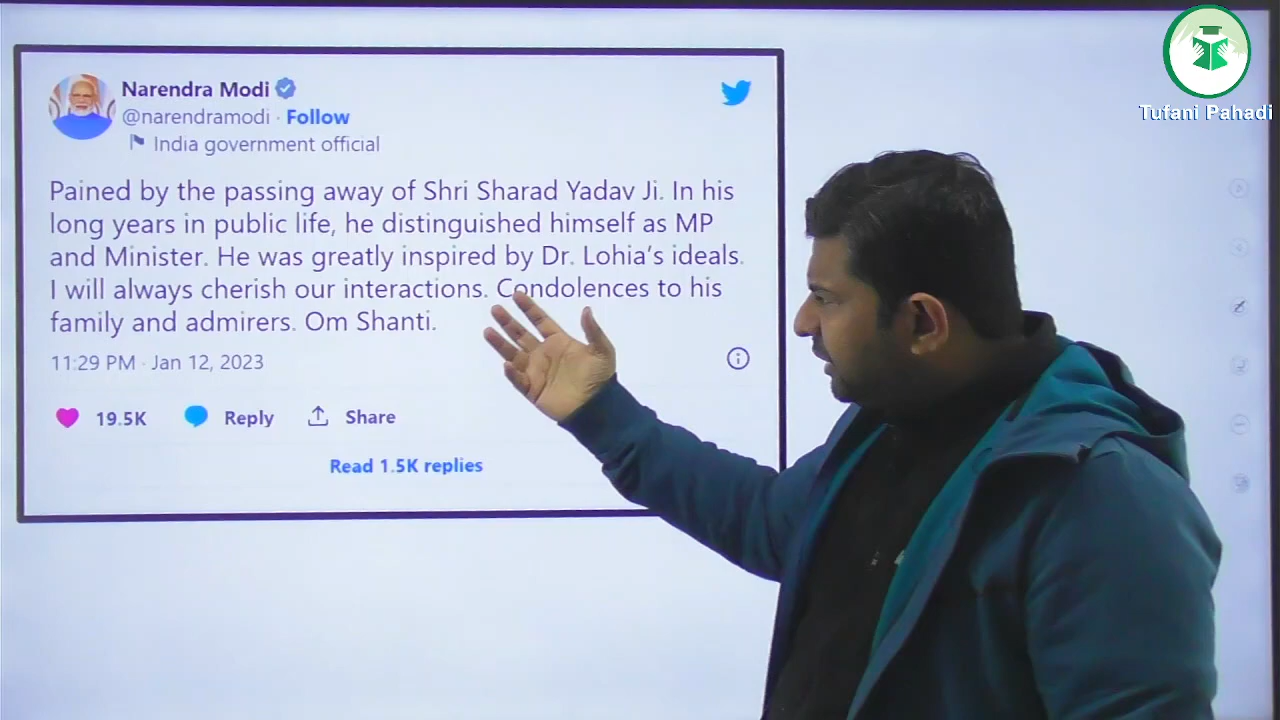 Tufani Pahadi
Narendra Modi
@narendramodi · Follow
India government official
Pained by the passing away of Shri Sharad Yadav Ji. In his
long years in public life, he distinguished himself as MP
and Minister. He was greatly inspired by Dr. Lohia’s ideals.
I will always cherish our interactions. Condolences to his
family and admirers. Om Shanti.
11:29 PM · Jan 12, 2023
19.5K Reply Share
Read 1.5K replies